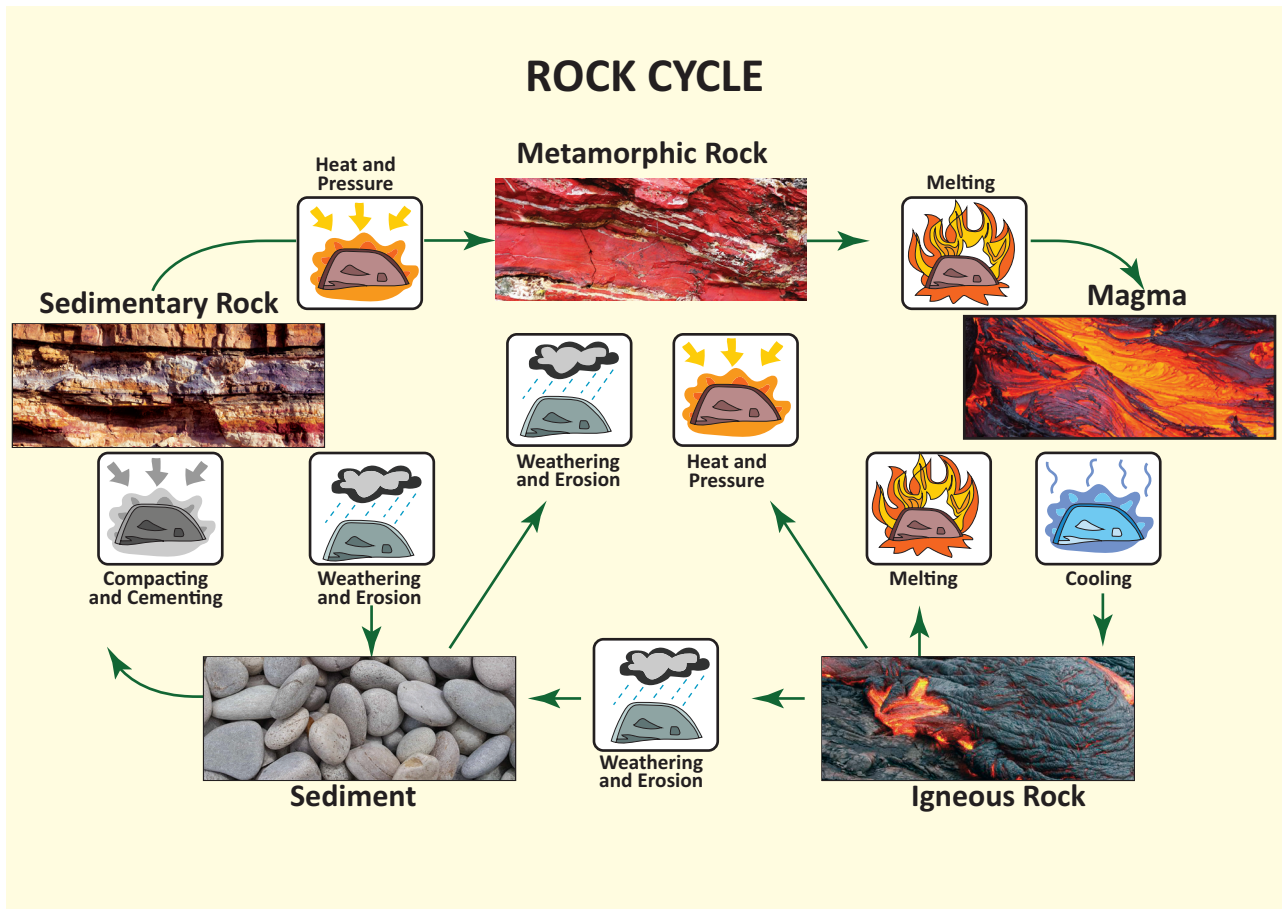 ROCK CYCLE
Metamorphic Rock
Heat and
Pressure
Melting
Sedimentary Rock
Magma
Weathering
and Erosion
Heat and
Pressure
Compacting
and Cementing
Weathering
and Erosion
Melting
Cooling
Weathering
and Erosion
Sediment
Igneous Rock